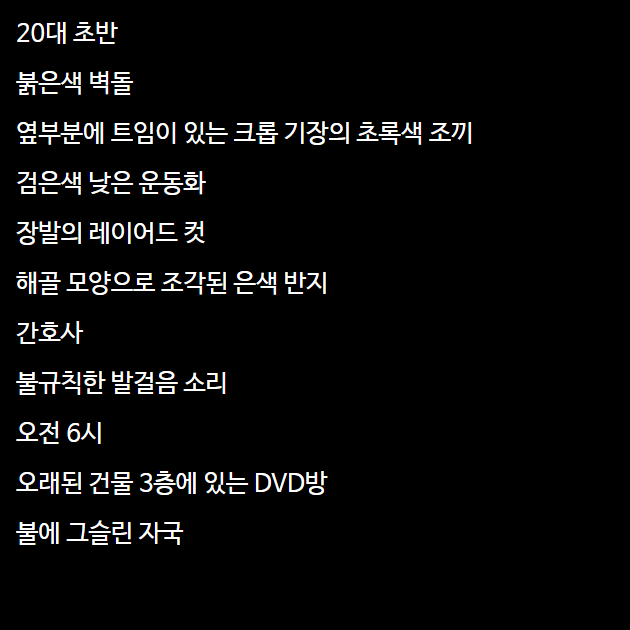 20대 초반
붉은색 벽돌
옆부분에 트임이 있는 크롭 기장의 초록색 조끼
검은색 낮은 운동화
장발의 레이어드 컷
해골 모양으로 조각된 은색 반지
간호사
불규칙한 발걸음 소리
오전 6시
오래된 건물 3층에 있는 DVD방
불에 그슬린 자국